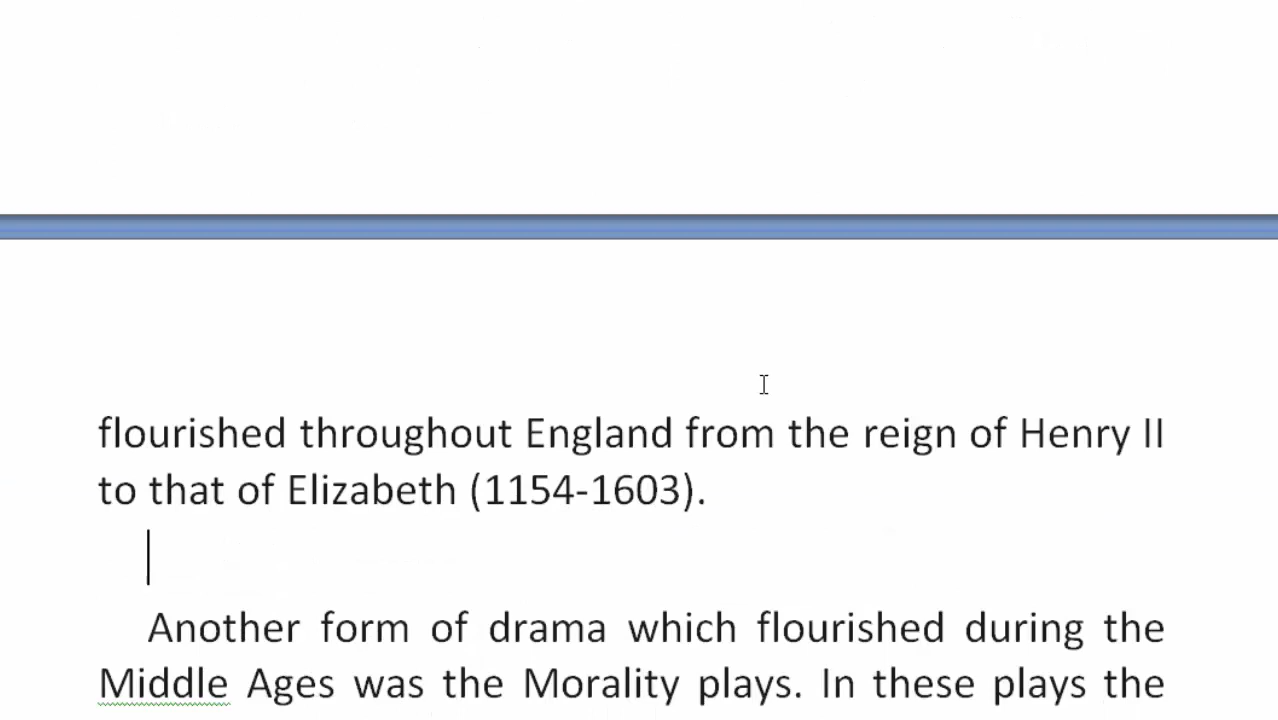 flourished throughout England from the reign of Henry II
to that of Elizabeth (1154-1603).
Another form of drama which flourished during the
Middle Ages was the Morality plays. In these plays the